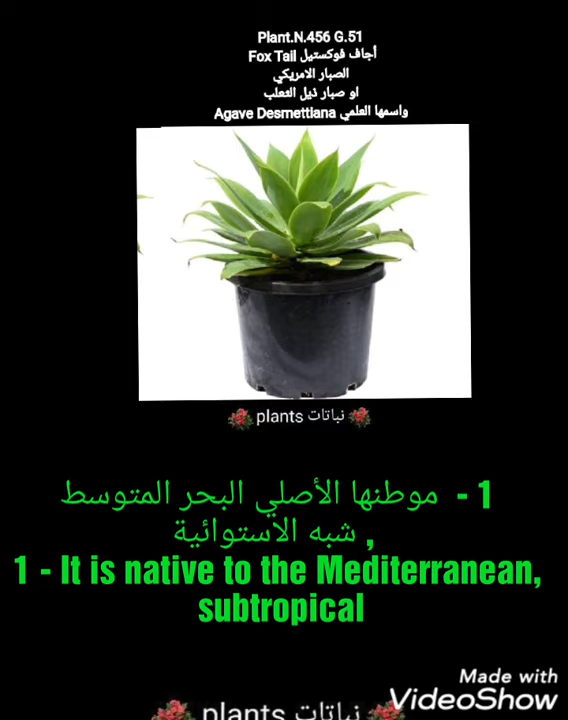 Plant.N.456 G.51
أجاف فوكستيل Fox Tail
الصبار الامريكي
او صبار ذيل الثعلب
واسمها العلمي Agave Desmettiana
نباتات plants
1 - موطنها الأصلي البحر المتوسط
, شبه الاستوائية
1 - It is native to the Mediterranean,
subtropical
Made with
VideoShow
نباتات plants